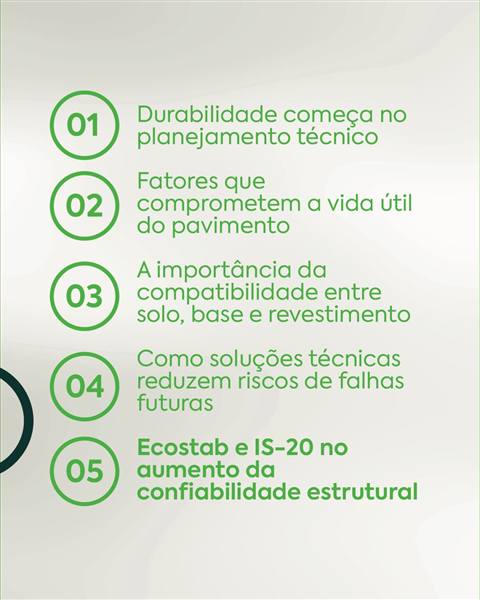 01
Durabilidade começa no
planejamento técnico
02
Fatores que
comprometem a vida útil
do pavimento
03
A importância da
compatibilidade entre
solo, base e revestimento
04
Como soluções técnicas
reduzem riscos de falhas
futuras
05
Ecostab e IS-20 no
aumento da
confiabilidade estrutural